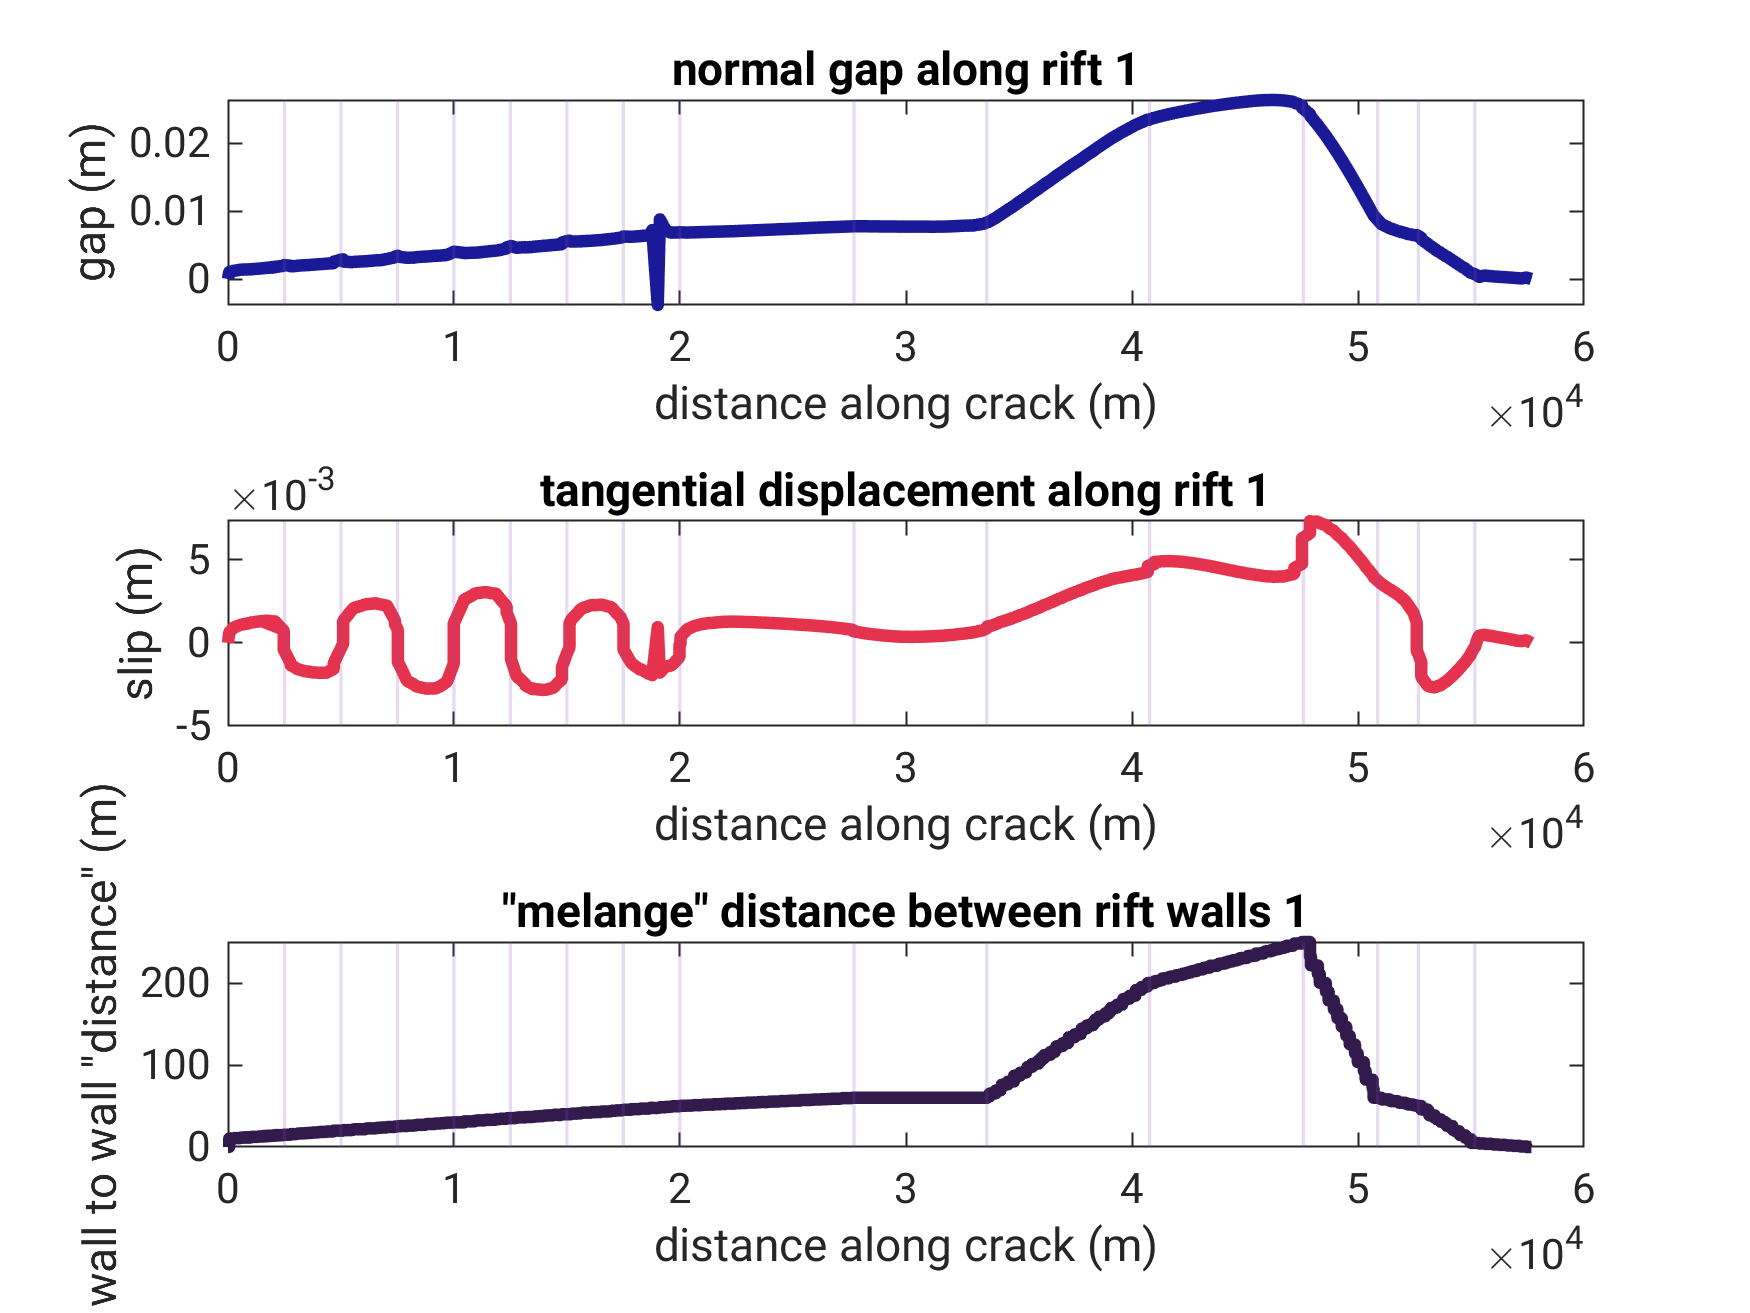 normal gap along rift 1
gap (m)
0.02
0.01
0
0 1 2 3 4 5 6
distance along crack (m)
×10^4
tangential displacement along rift 1
×10^-3
slip (m)
5
0
-5
0 1 2 3 4 5 6
distance along crack (m)
×10^4
"melange" distance between rift walls 1
wall to wall "distance" (m)
200
100
0
0 1 2 3 4 5 6
distance along crack (m)
×10^4